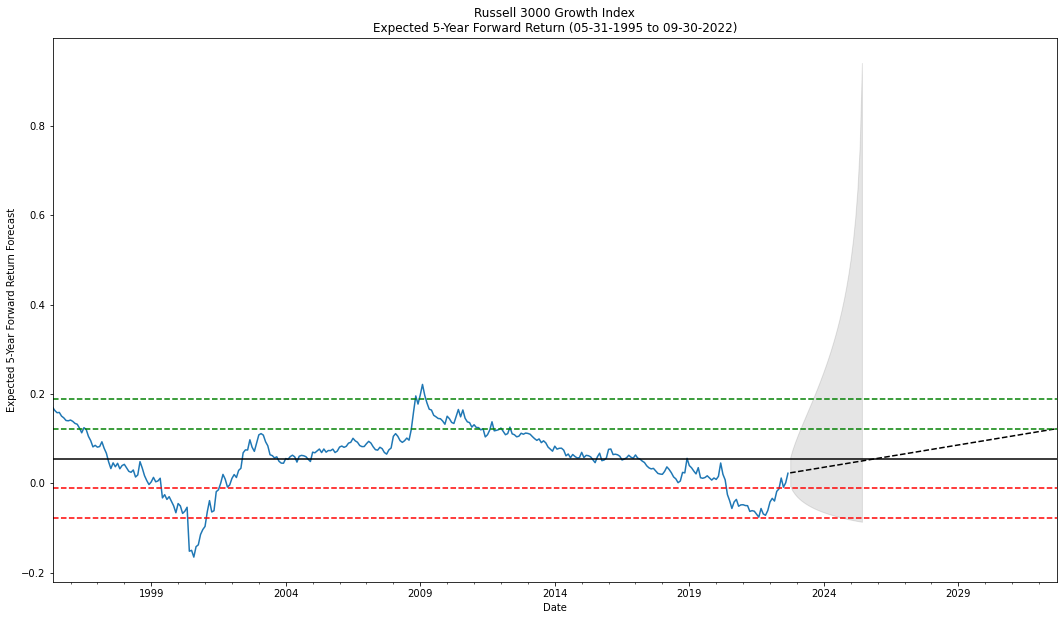 Russell 3000 Growth Index
Expected 5-Year Forward Return (05-31-1995 to 09-30-2022)
Expected 5-Year Forward Return Forecast
0.8
0.6
0.4
0.2
0.0
−0.2
1999 2004 2009 2014 2019 2024 2029
Date